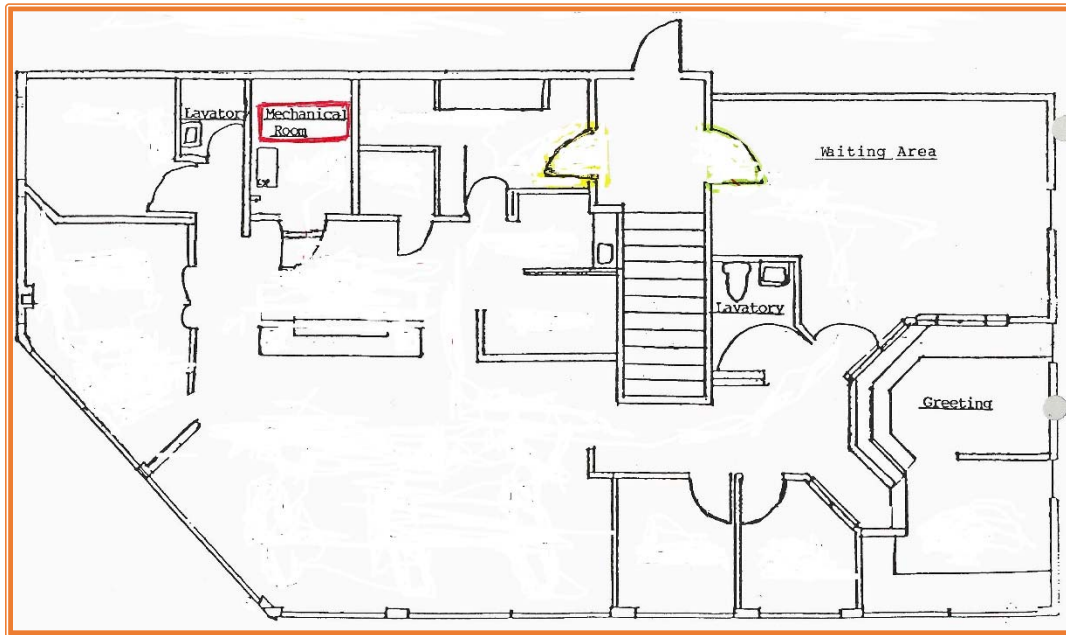 Lavatory
Mechanical
Room
Waiting Area
Lavatory
Greeting